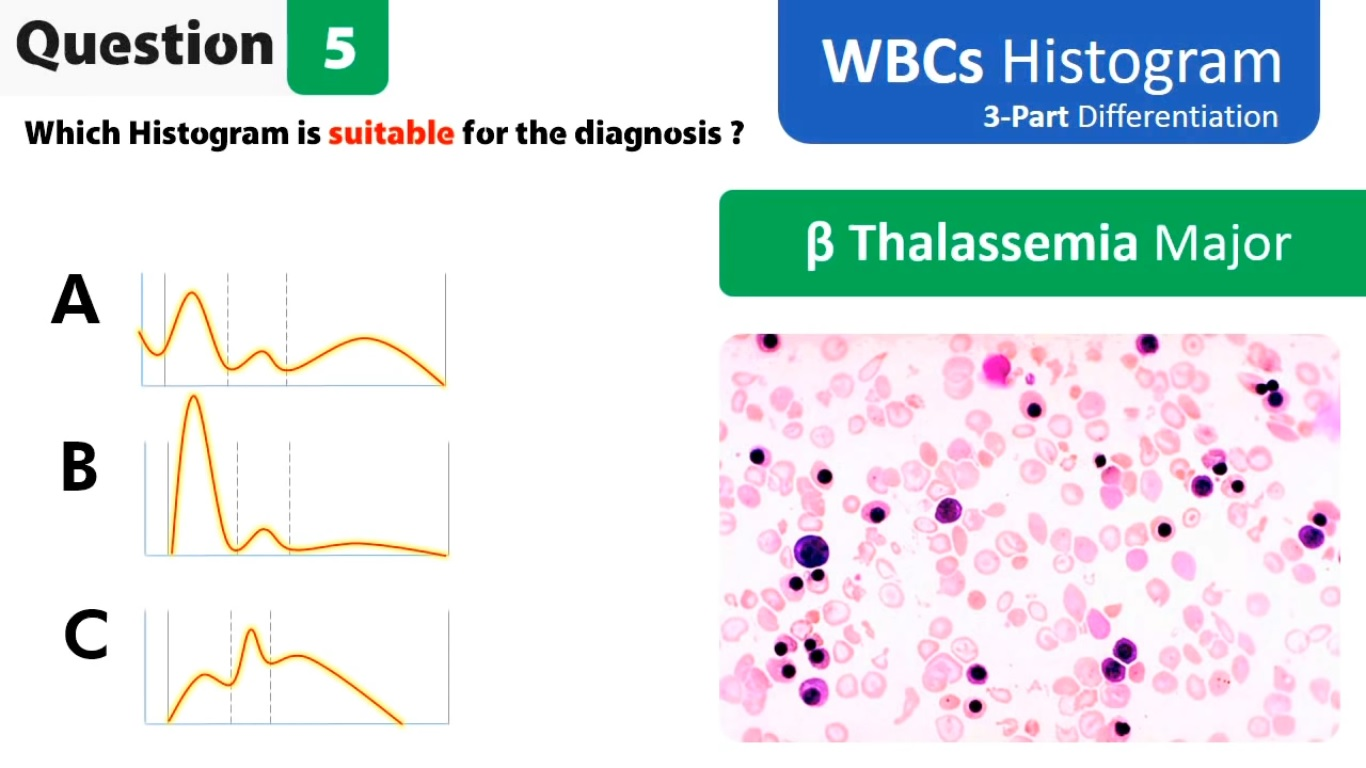 Question 5
WBCs Histogram
3-Part Differentiation
Which Histogram is suitable for the diagnosis ?
β Thalassemia Major
A
B
C